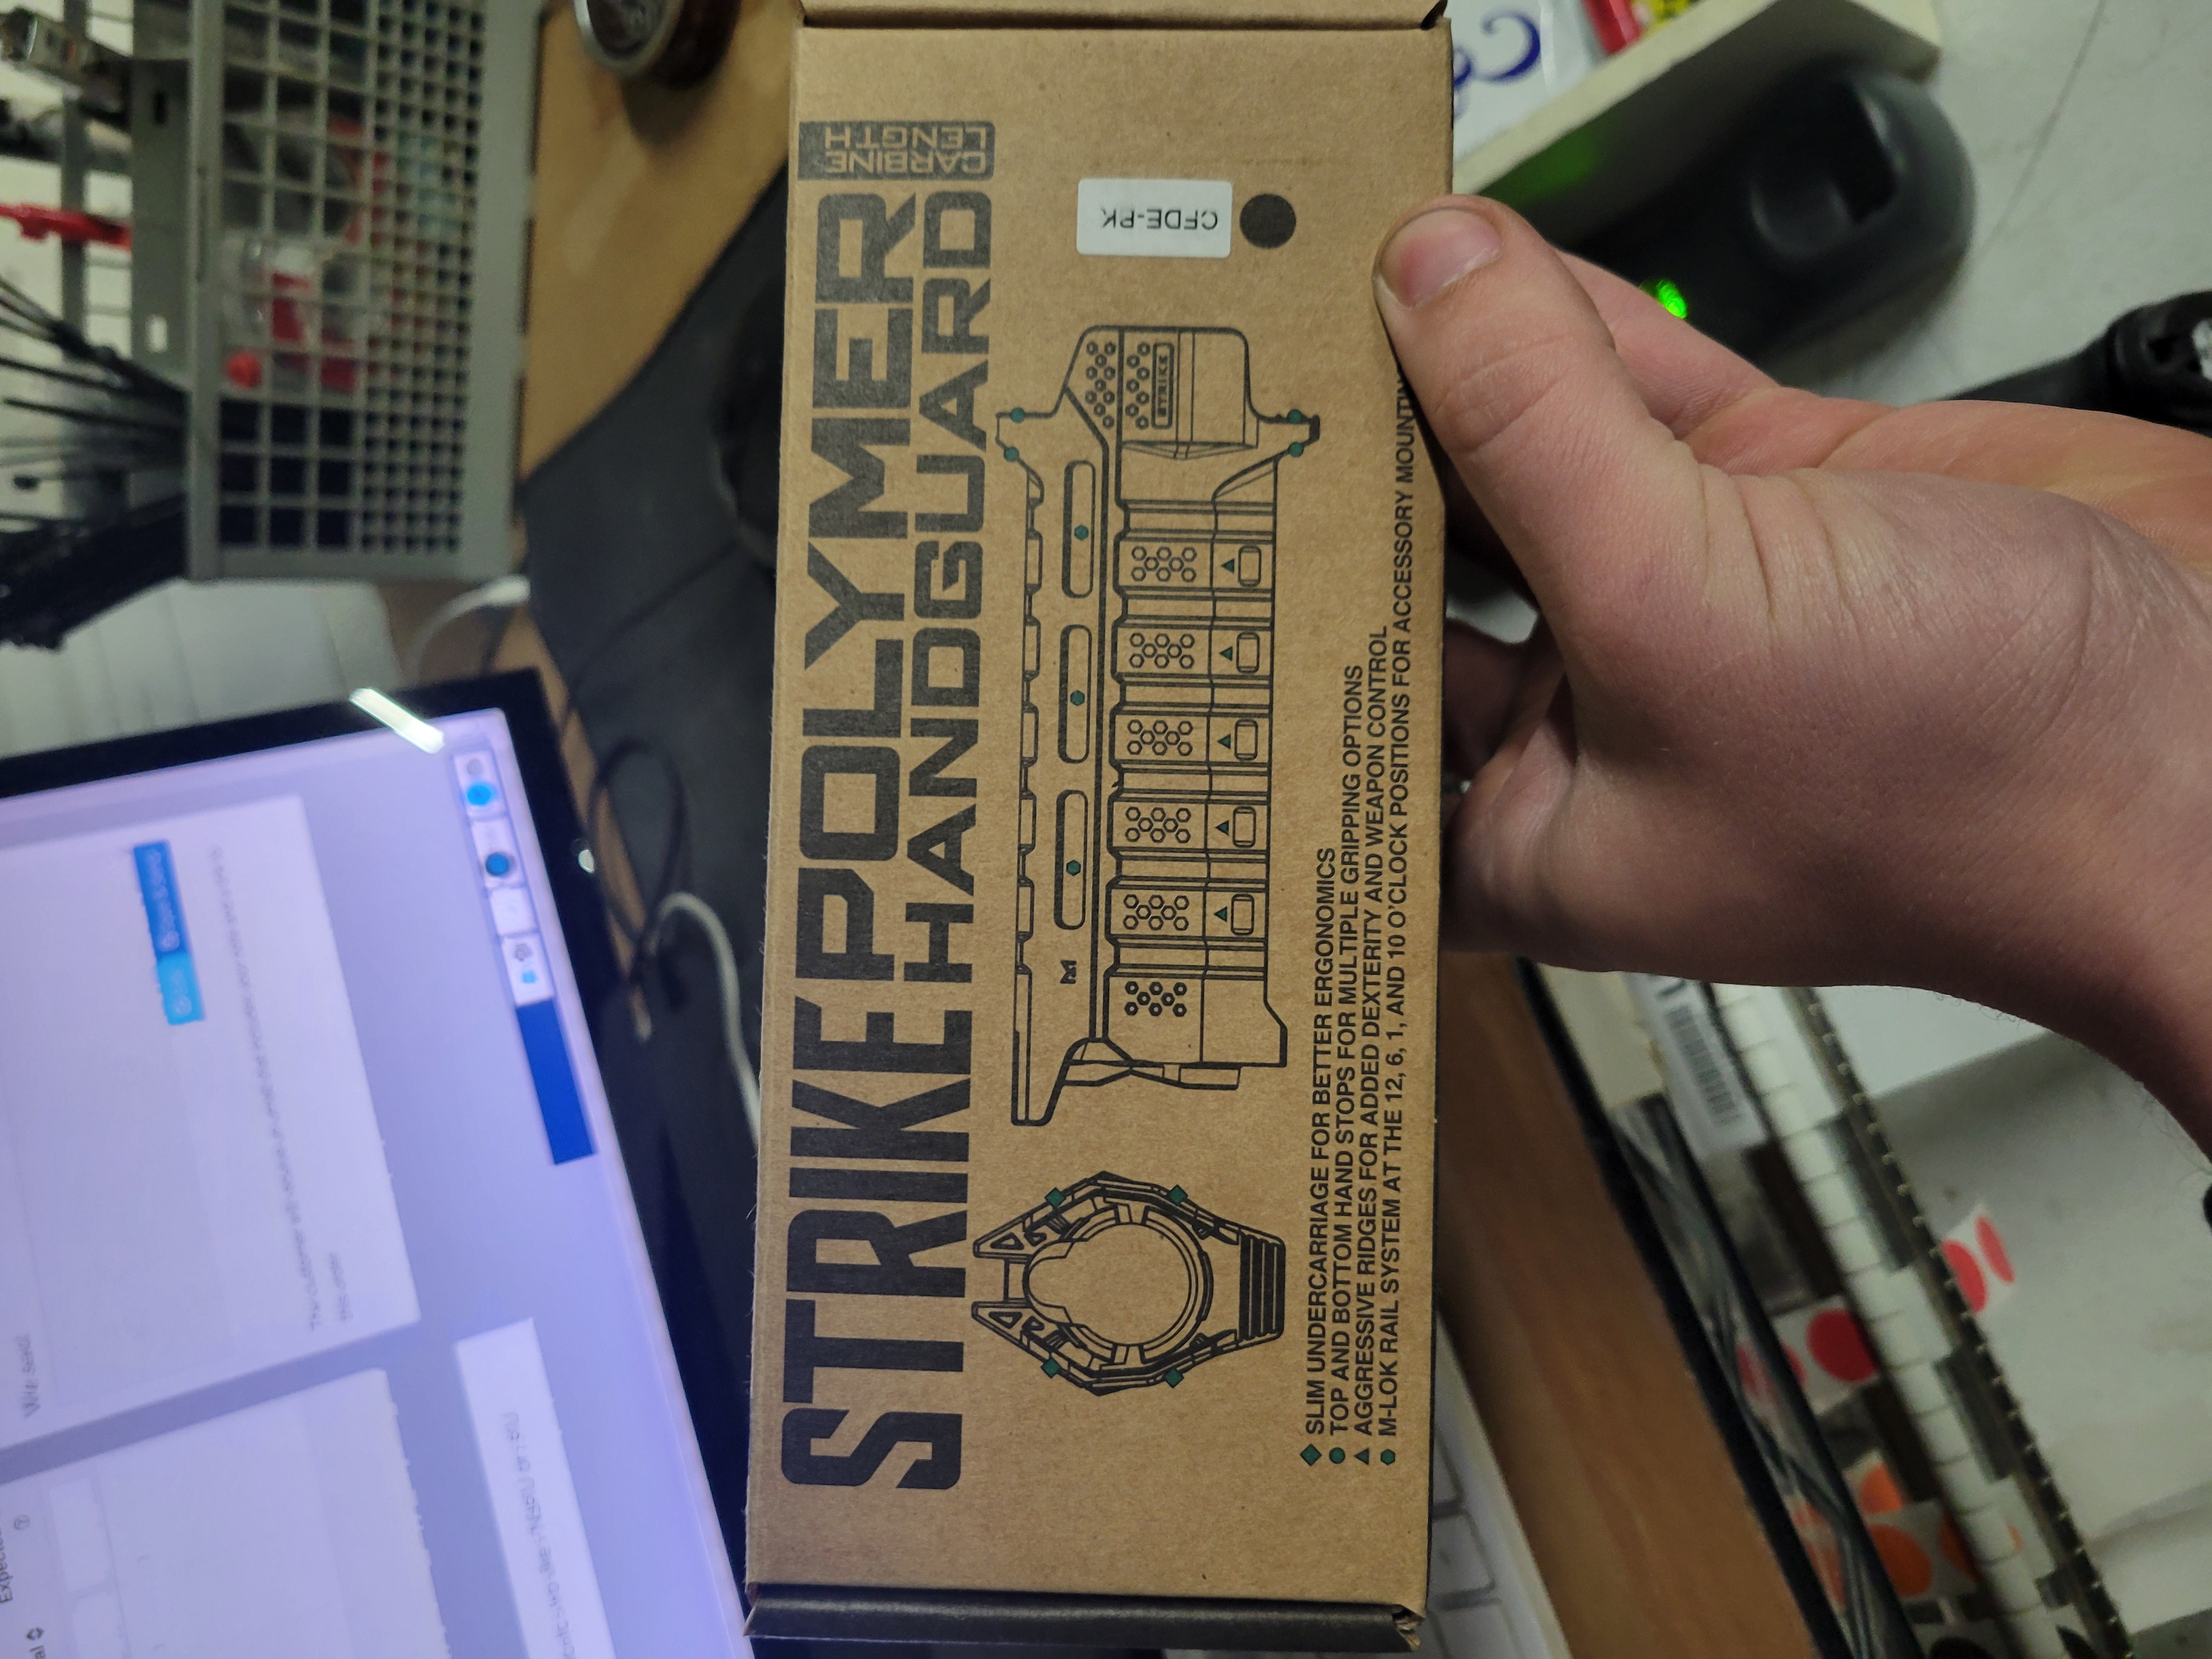 STRIKE POLYMER
HANDGUARD
CARBINE
LENGTH
CFDE-PK
STRIKE
M
SLIM UNDERCARRIAGE FOR BETTER ERGONOMICS
TOP AND BOTTOM HAND STOPS FOR MULTIPLE GRIPPING OPTIONS
AGGRESSIVE RIDGES FOR ADDED DEXTERITY AND WEAPON CONTROL
M-LOK RAIL SYSTEM AT THE 12, 6, 1, AND 10 O'CLOCK POSITIONS FOR ACCESSORY